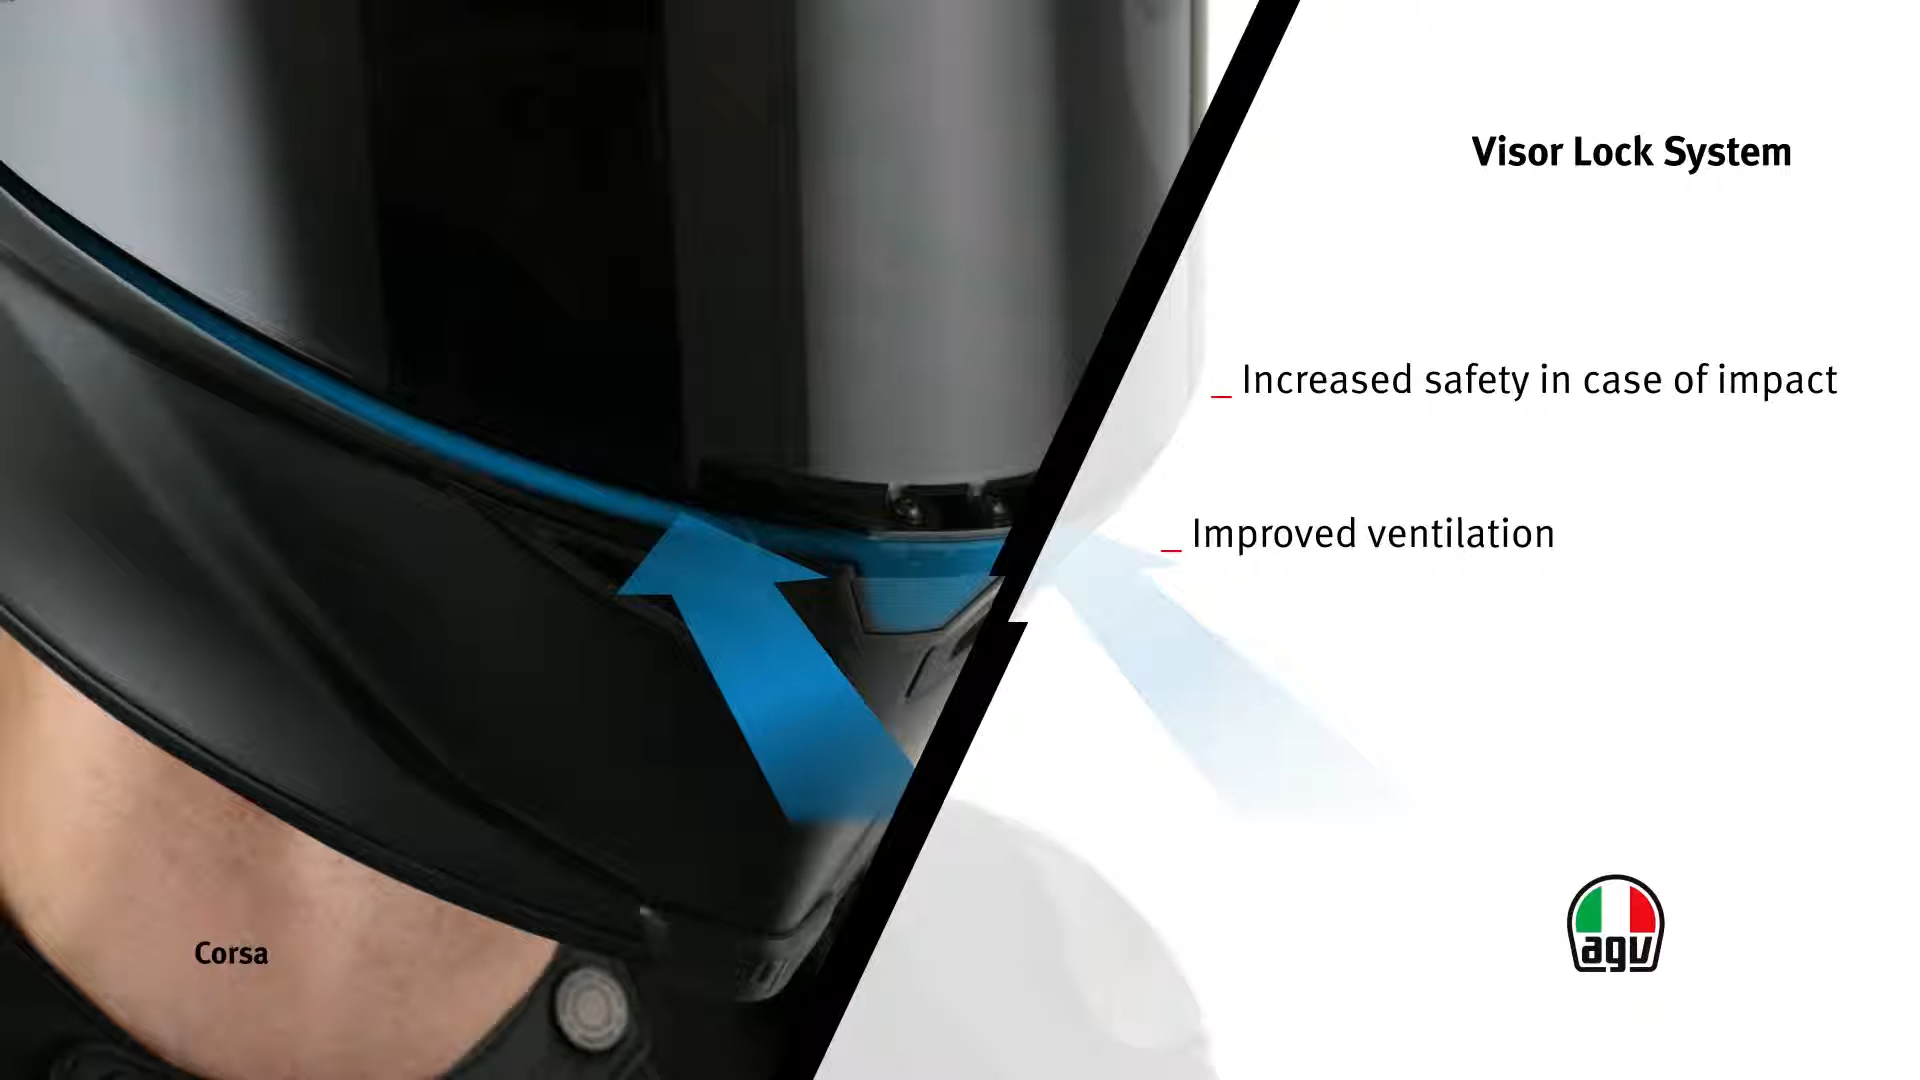 Visor Lock System
_ Increased safety in case of impact
_ Improved ventilation
Corsa
agv